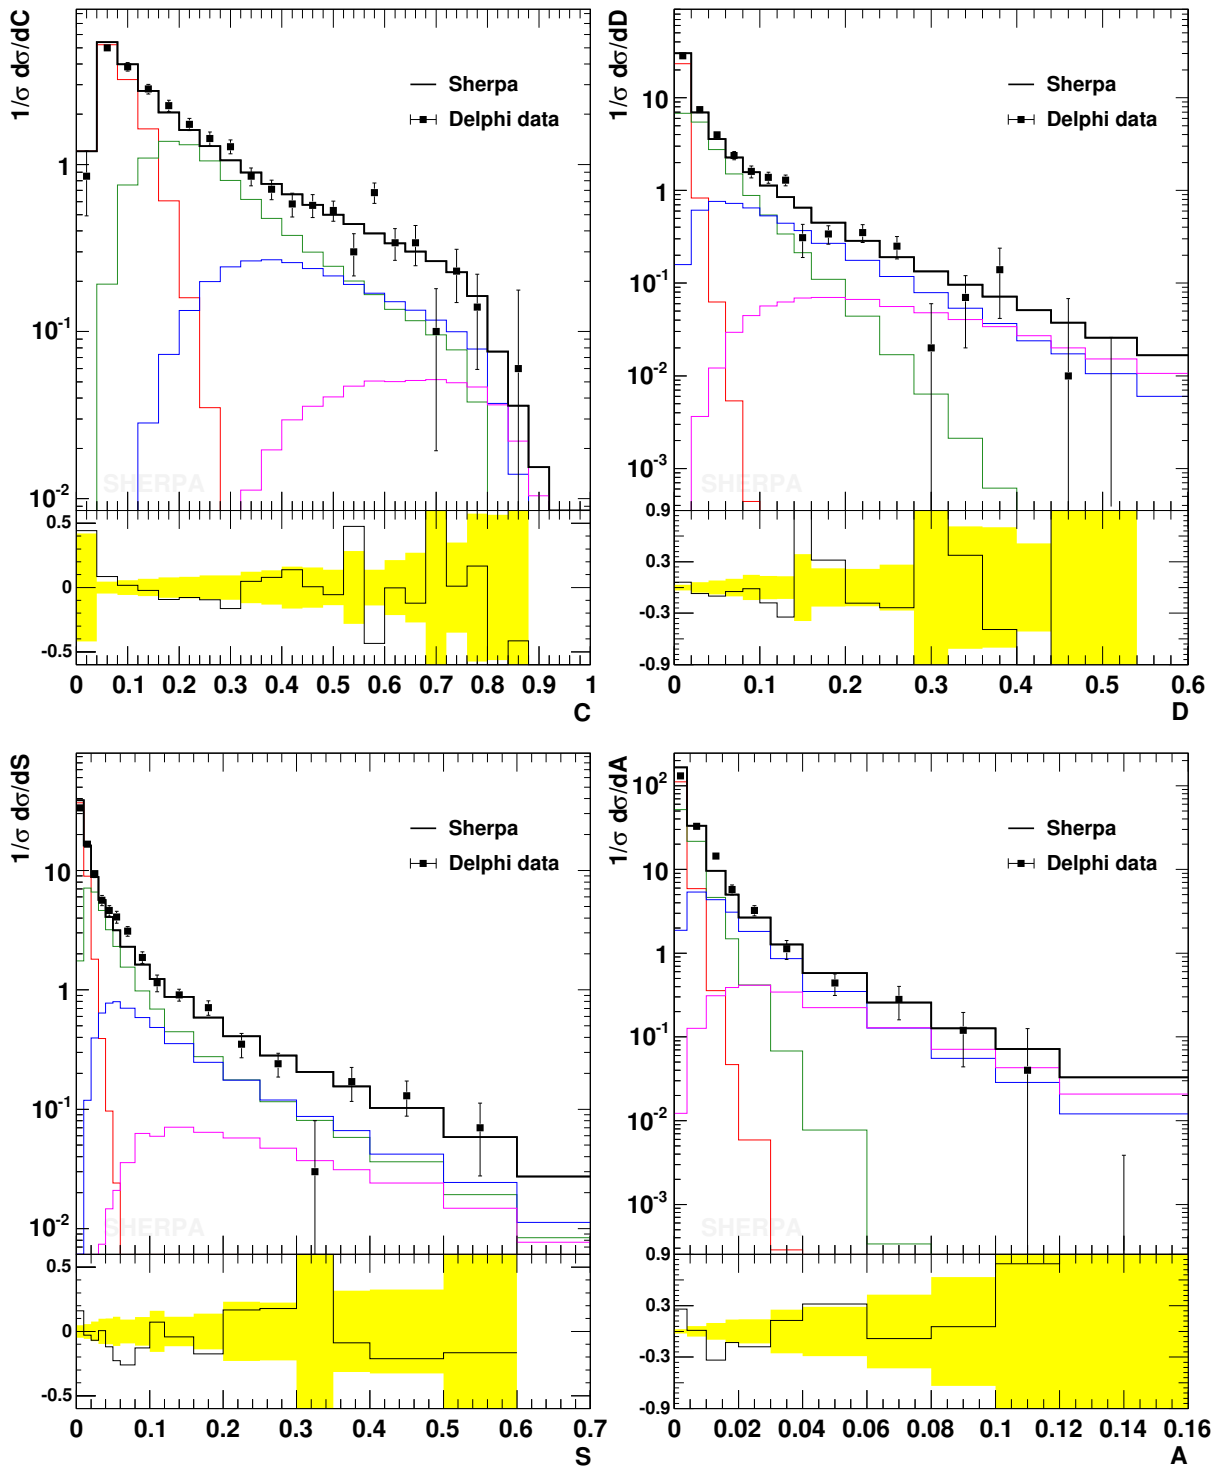 1/σ dσ/dC
Sherpa
Delphi data
1
10⁻¹
10⁻²
SHERPA
0.5
0
-0.5
0 0.1 0.2 0.3 0.4 0.5 0.6 0.7 0.8 0.9 1
C
1/σ dσ/dD
Sherpa
Delphi data
10
1
10⁻¹
10⁻²
10⁻³
SHERPA
0.9
0.3
-0.3
-0.9
0 0.1 0.2 0.3 0.4 0.5 0.6
D
1/σ dσ/dS
Sherpa
Delphi data
10
1
10⁻¹
10⁻²
SHERPA
0.5
0
-0.5
0 0.1 0.2 0.3 0.4 0.5 0.6 0.7
S
1/σ dσ/dA
Sherpa
Delphi data
10²
10
1
10⁻¹
10⁻²
10⁻³
SHERPA
0.9
0.3
-0.3
-0.9
0 0.02 0.04 0.06 0.08 0.1 0.12 0.14 0.16
A